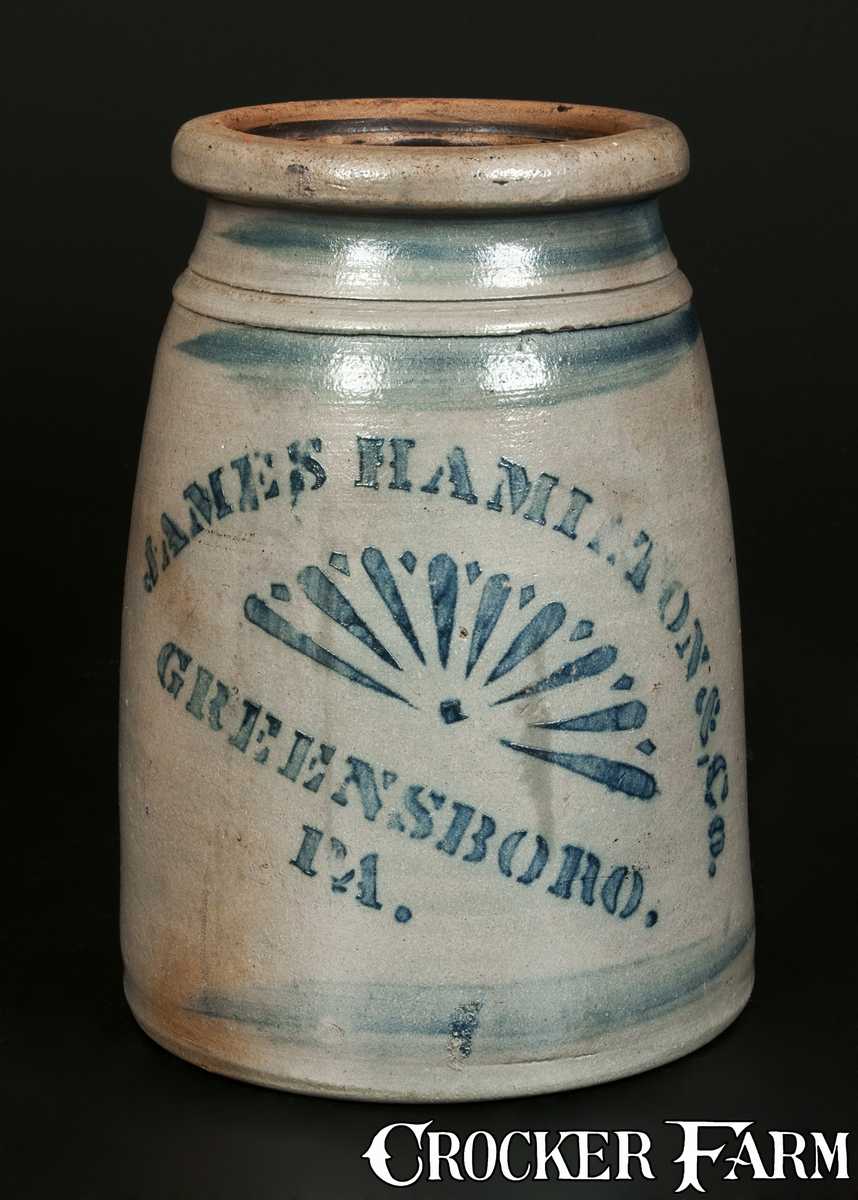 JAMES HAMILTON & Co.
GREENSBORO.
PA.
CROCKER FARM